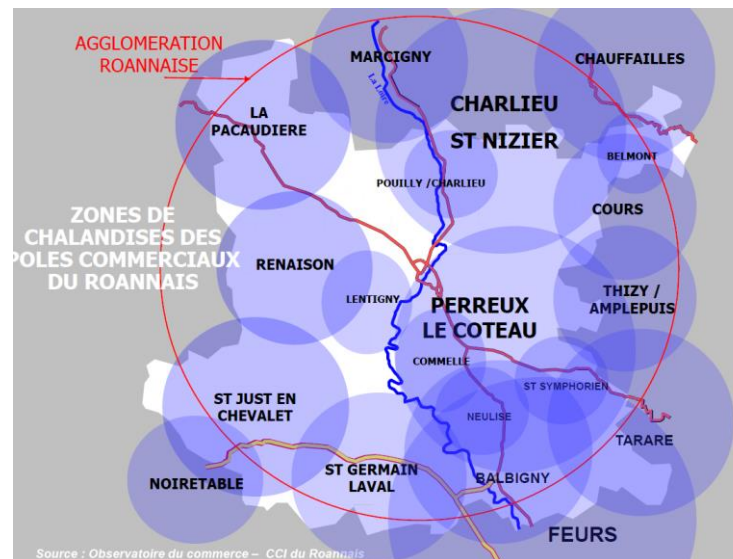 AGGLOMERATION
ROANNAISE
MARCIGNY
CHAUFFAILLES
La Loire
LA
PACAUDIERE
CHARLIEU
ST NIZIER
BELMONT
POUILLY /CHARLIEU
COURS
ZONES DE
CHALANDISES DES
POLES COMMERCIAUX
DU ROANNAIS
RENAISON
LENTIGNY
THIZY /
AMPLEPUIS
PERREUX
LE COTEAU
COMMELLE
ST SYMPHORIEN
ST JUST EN
CHEVALET
NEULISE
TARARE
ST GERMAIN
LAVAL
NOIRETABLE
BALBIGNY
FEURS
Source : Observatoire du commerce – CCI du Roannais